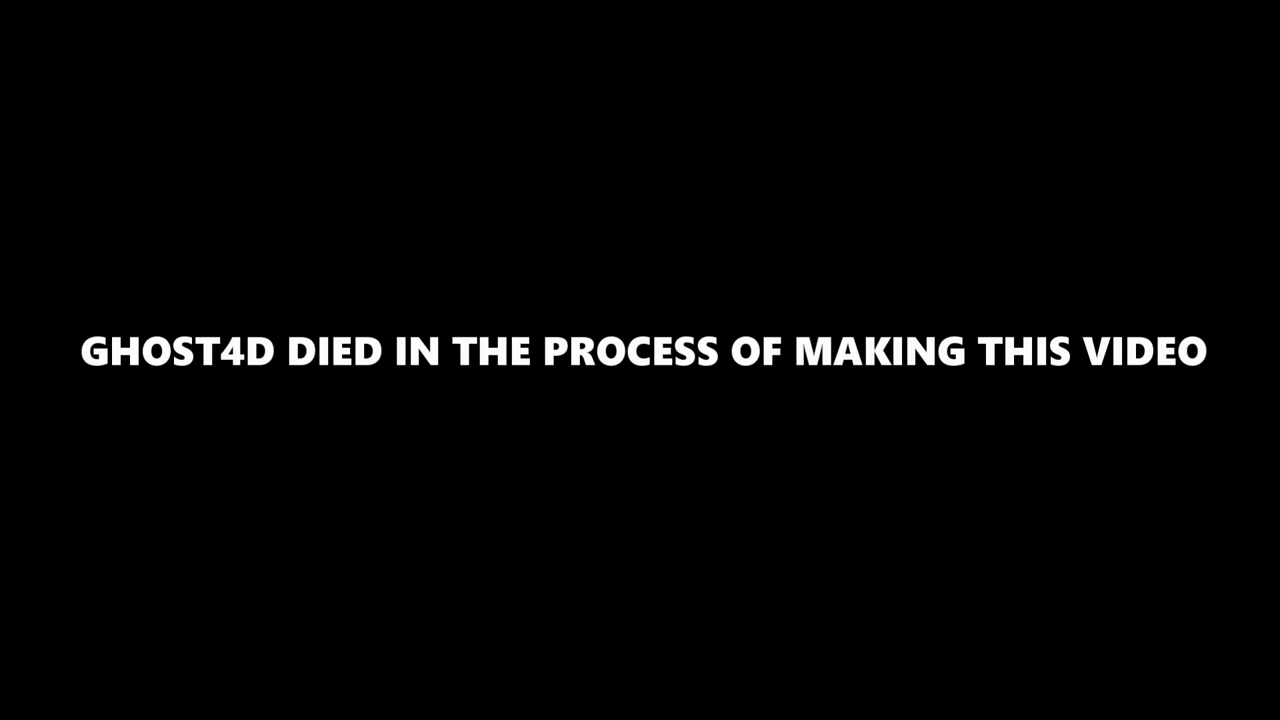 GHOST4D DIED IN THE PROCESS OF MAKING THIS VIDEO